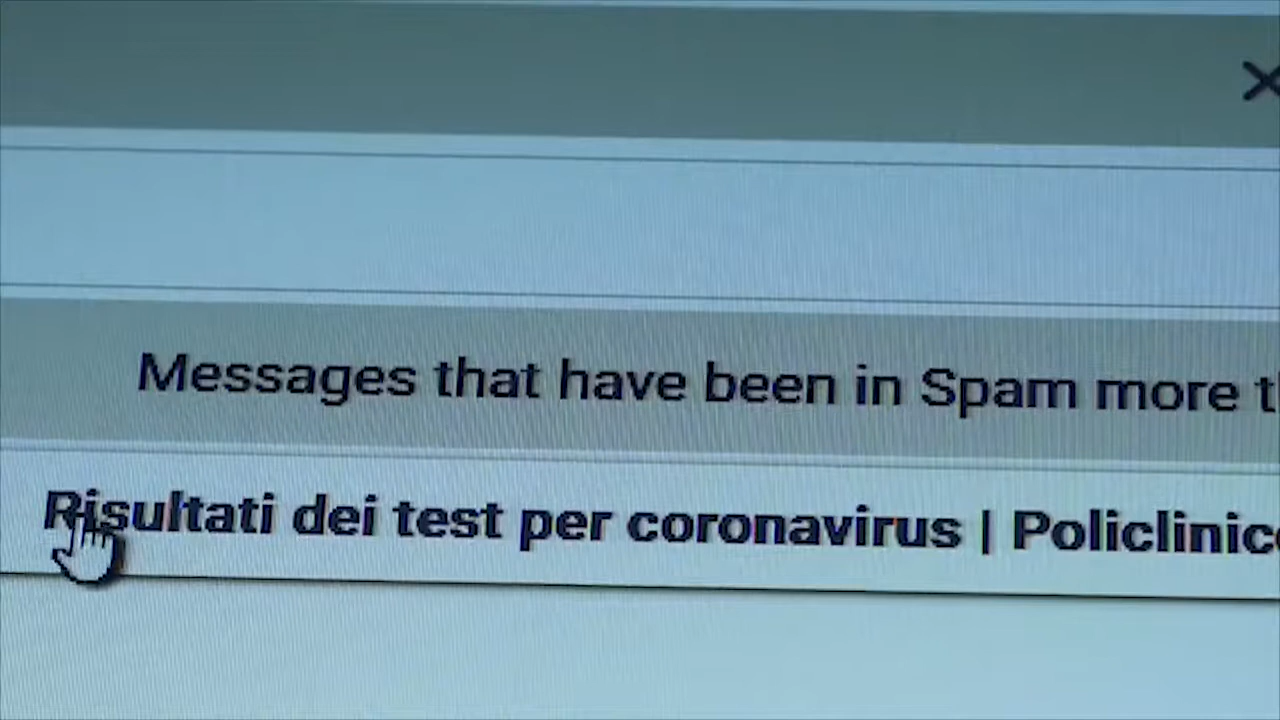 Messages that have been in Spam more
Risultati dei test per coronavirus | Policlinico